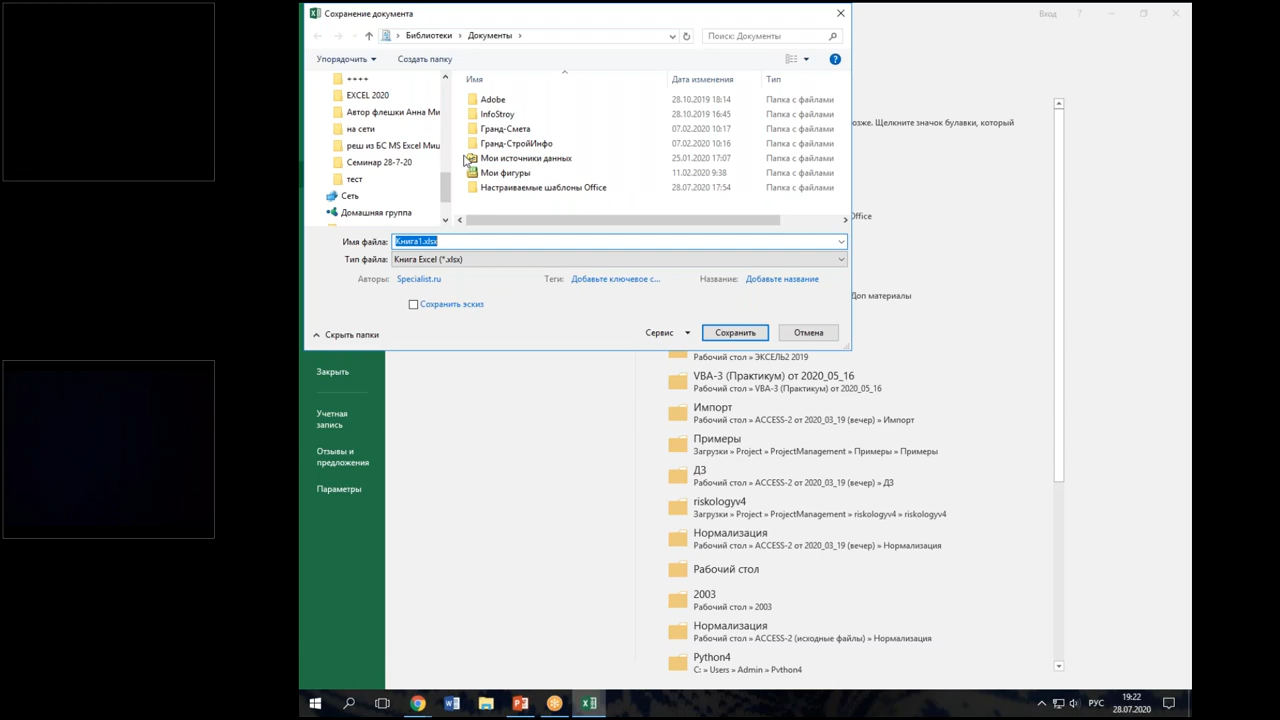 Сохранение документа
Библиотеки > Документы >
Поиск: Документы
Упорядочить
Создать папку
++++
EXCEL 2020
Автор флешки Анна Ми
на сети
реш из БС MS Excel Миц
Семинар 28-7-20
тест
Сеть
Домашняя группа
Имя Дата изменения Тип
Adobe 28.10.2019 18:14 Папка с файлами
InfoStroy 28.10.2019 16:45 Папка с файлами
Гранд-Смета 07.02.2020 10:17 Папка с файлами
Гранд-СтройИнфо 07.02.2020 10:16 Папка с файлами
Мои источники данных 25.01.2020 17:07 Папка с файлами
Мои фигуры 11.02.2020 9:38 Папка с файлами
Настраиваемые шаблоны Office 28.07.2020 17:54 Папка с файлами
Имя файла: Книга1.xlsx
Тип файла: Книга Excel (*.xlsx)
Авторы: Specialist.ru Теги: Добавьте ключевое с... Название: Добавьте название
Сохранить эскиз
Скрыть папки
Сервис
Сохранить
Отмена
Вход
озже. Щелкните значок булавки, который
Office
Доп материалы
Закрыть
Учетная
запись
Отзывы и
предложения
Параметры
Рабочий стол » ЭКСЕЛЬ2 2019
VBA-3 (Практикум) от 2020_05_16
Рабочий стол » VBA-3 (Практикум) от 2020_05_16
Импорт
Рабочий стол » ACCESS-2 от 2020_03_19 (вечер) » Импорт
Примеры
Загрузки » Project » ProjectManagement » Примеры » Примеры
ДЗ
Рабочий стол » ACCESS-2 от 2020_03_19 (вечер) » ДЗ
riskologyv4
Загрузки » Project » ProjectManagement » riskologyv4 » riskologyv4
Нормализация
Рабочий стол » ACCESS-2 от 2020_03_19 (вечер) » Нормализация
Рабочий стол
2003
Рабочий стол » 2003
Нормализация
Рабочий стол » ACCESS-2 (исходные файлы) » Нормализация
Python4
C: » Users » Admin » Python4
РУС
19:22
28.07.2020